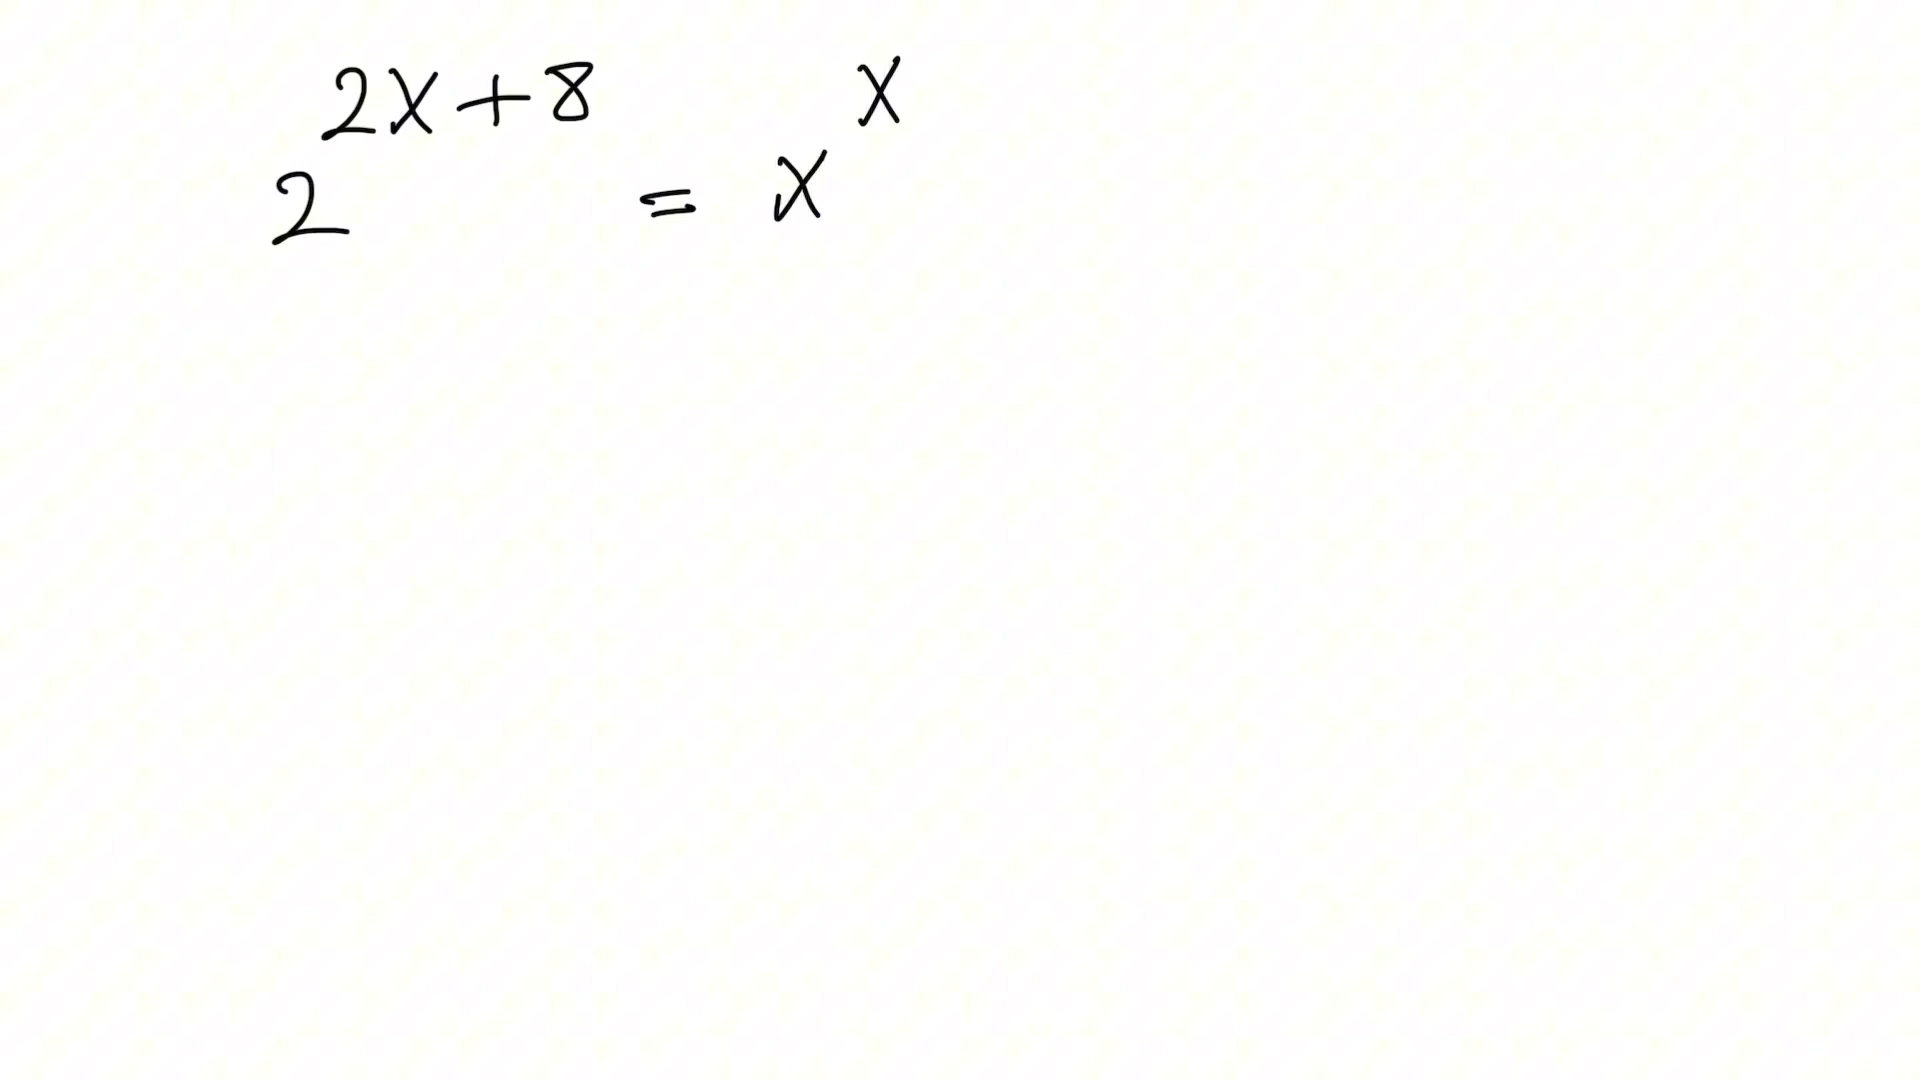 2^{2x+8} = x^x